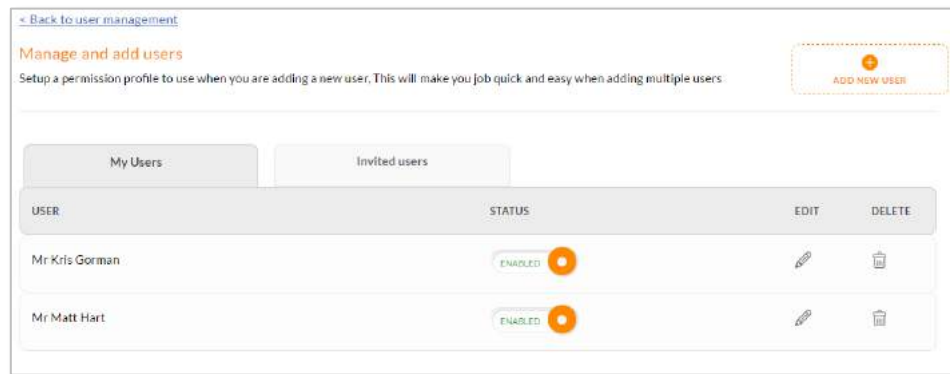 < Back to user management
Manage and add users
Setup a permission profile to use when you are adding a new user. This will make you job quick and easy when adding multiple users
ADD NEW USER
My Users
Invited users
USER STATUS EDIT DELETE
Mr Kris Gorman ENABLED
Mr Matt Hart ENABLED